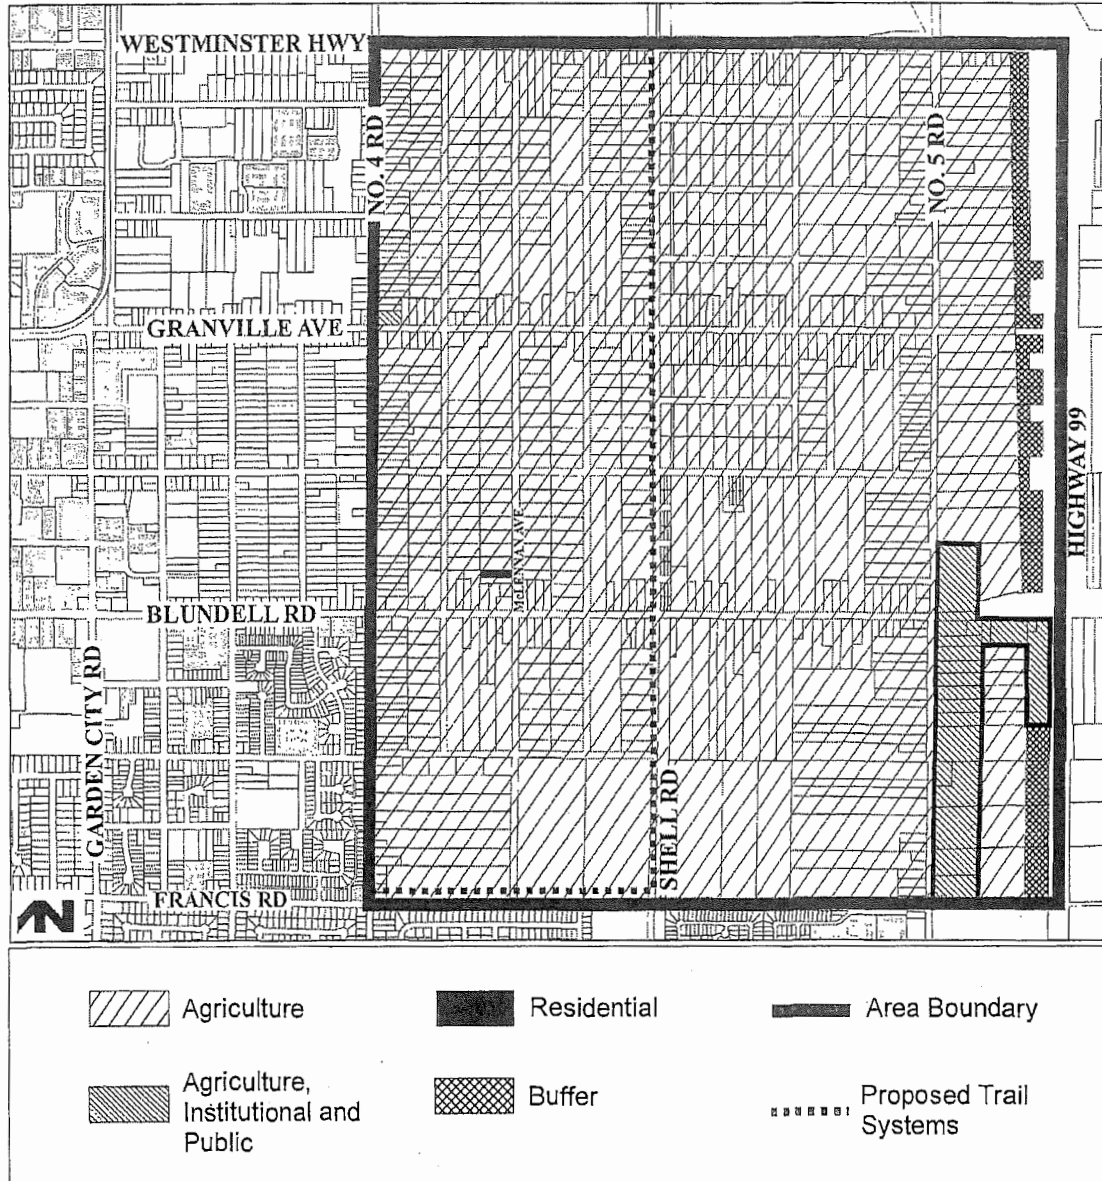 WESTMINSTER HWY
NO. 4 RD
NO. 5 RD
GRANVILLE AVE
HIGHWAY 99
McLENNAN AVE
BLUNDELL RD
GARDEN CITY RD
SHELL RD
FRANCIS RD
N
Agriculture
Residential
Area Boundary
Agriculture,
Institutional and
Public
Buffer
Proposed Trail
Systems